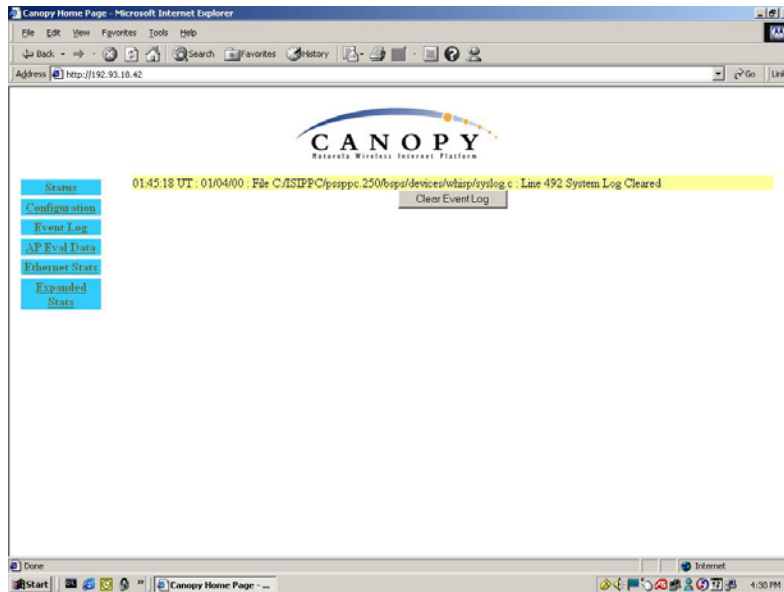 Canopy Home Page - Microsoft Internet Explorer
File Edit View Favorites Tools Help
Back Search Favorites History
Address http://192.93.10.42 Go Link
CANOPY
Motorola Wireless Internet Platform
Status
Configuration
Event Log
AP Eval Data
Ethernet Stats
Expanded
Stats
01:45:18 UT : 01/04/00 : File C:/ISIPPC/pssppc.250/bsps/devices/whisp/syslog.c : Line 492 System Log Cleared
Clear Event Log
Done Internet
Start Canopy Home Page - ... 4:30 PM